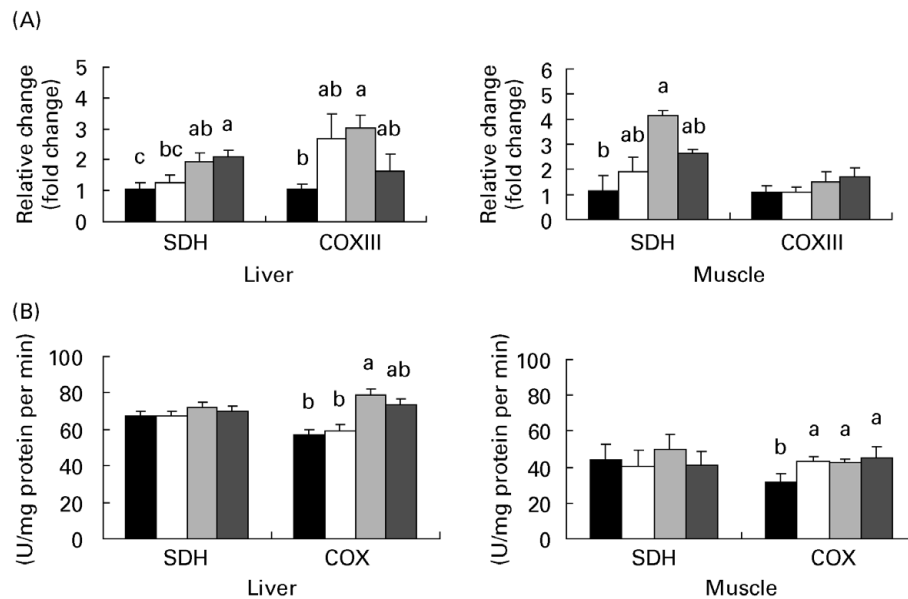 (A)
Relative change
(fold change)
5
4
3
2
1
0
c
bc
ab
a
b
ab
a
ab
SDH
COXIII
Liver
Relative change
(fold change)
6
5
4
3
2
1
0
b
ab
a
ab
SDH
COXIII
Muscle
(B)
(U/mg protein per min)
100
80
60
40
20
0
b
b
a
ab
SDH
COX
Liver
(U/mg protein per min)
100
80
60
40
20
0
b
a
a
a
SDH
COX
Muscle